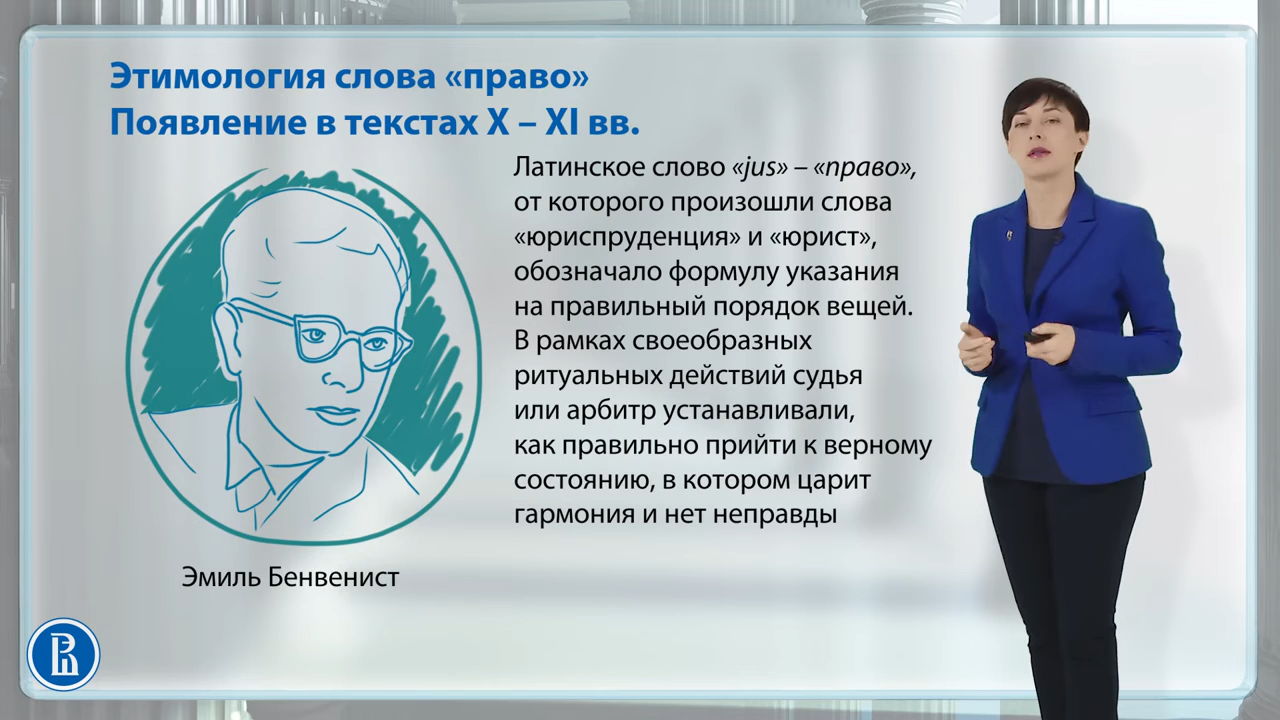 Этимология слова «право»
Появление в текстах X – XI вв.
Латинское слово «jus» – «право»,
от которого произошли слова
«юриспруденция» и «юрист»,
обозначало формулу указания
на правильный порядок вещей.
В рамках своеобразных
ритуальных действий судья
или арбитр устанавливали,
как правильно прийти к верному
состоянию, в котором царит
гармония и нет неправды
Эмиль Бенвенист